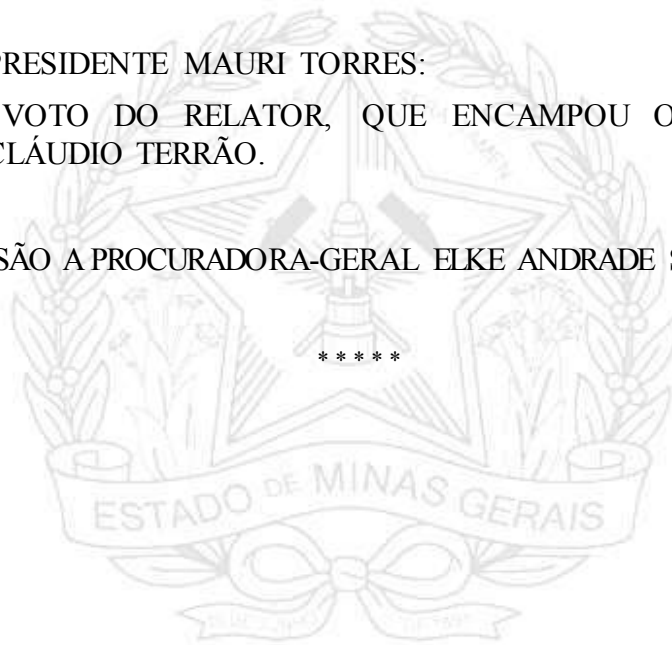 PRESIDENTE MAURI TORRES:
VOTO DO RELATOR, QUE ENCAMPOU O
CLÁUDIO TERRÃO.
SÃO A PROCURADORA-GERAL ELKE ANDRADE S
* * * * *
ESTADO DE MINAS GERAIS